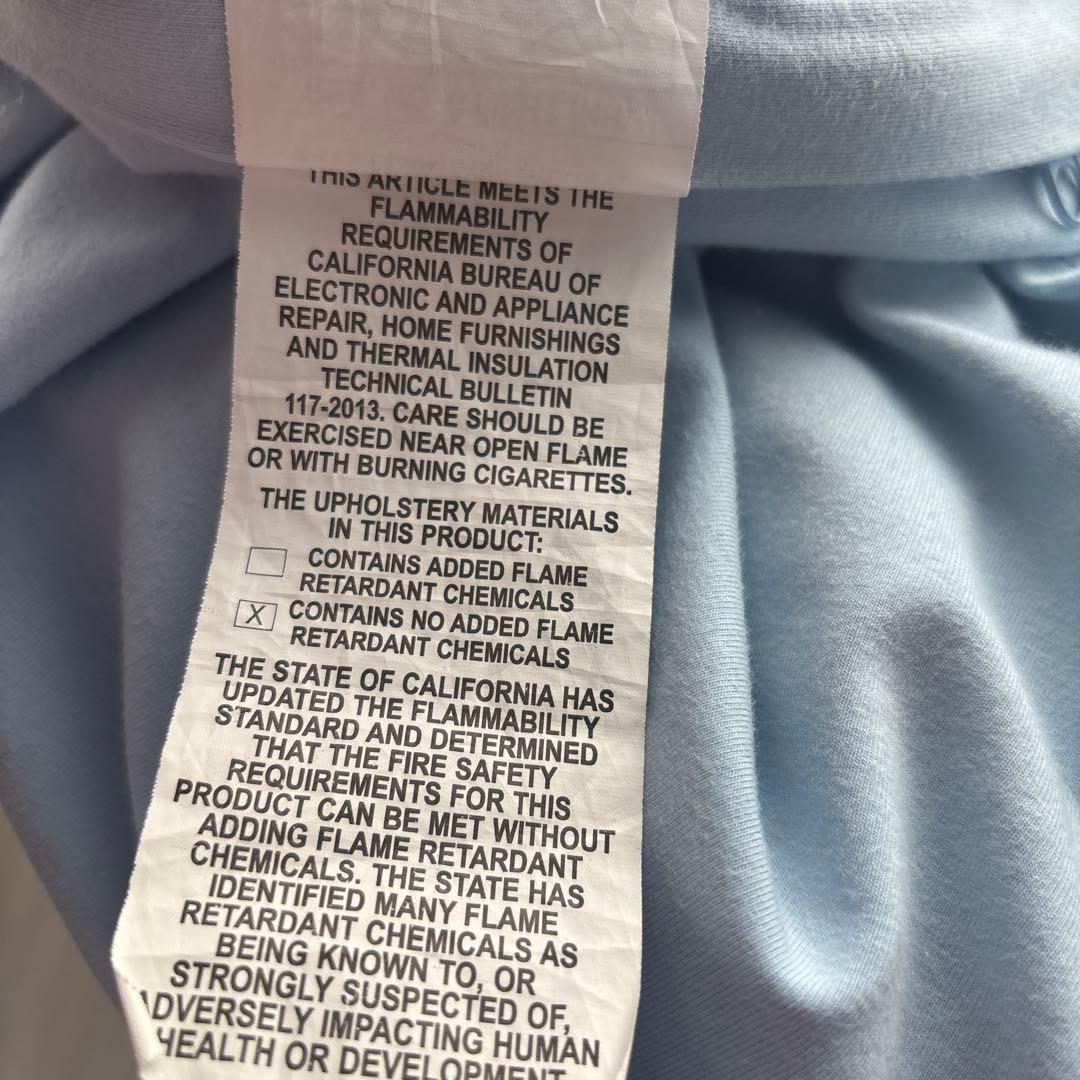 THIS ARTICLE MEETS THE
FLAMMABILITY
REQUIREMENTS OF
CALIFORNIA BUREAU OF
ELECTRONIC AND APPLIANCE
REPAIR, HOME FURNISHINGS
AND THERMAL INSULATION
TECHNICAL BULLETIN
117-2013. CARE SHOULD BE
EXERCISED NEAR OPEN FLAME
OR WITH BURNING CIGARETTES.
THE UPHOLSTERY MATERIALS
IN THIS PRODUCT:
CONTAINS ADDED FLAME
RETARDANT CHEMICALS
X CONTAINS NO ADDED FLAME
RETARDANT CHEMICALS
THE STATE OF CALIFORNIA HAS
UPDATED THE FLAMMABILITY
STANDARD AND DETERMINED
THAT THE FIRE SAFETY
REQUIREMENTS FOR THIS
PRODUCT CAN BE MET WITHOUT
ADDING FLAME RETARDANT
CHEMICALS. THE STATE HAS
IDENTIFIED MANY FLAME
RETARDANT CHEMICALS AS
BEING KNOWN TO, OR
STRONGLY SUSPECTED OF,
ADVERSELY IMPACTING HUMAN
HEALTH OR DEVELOPMENT